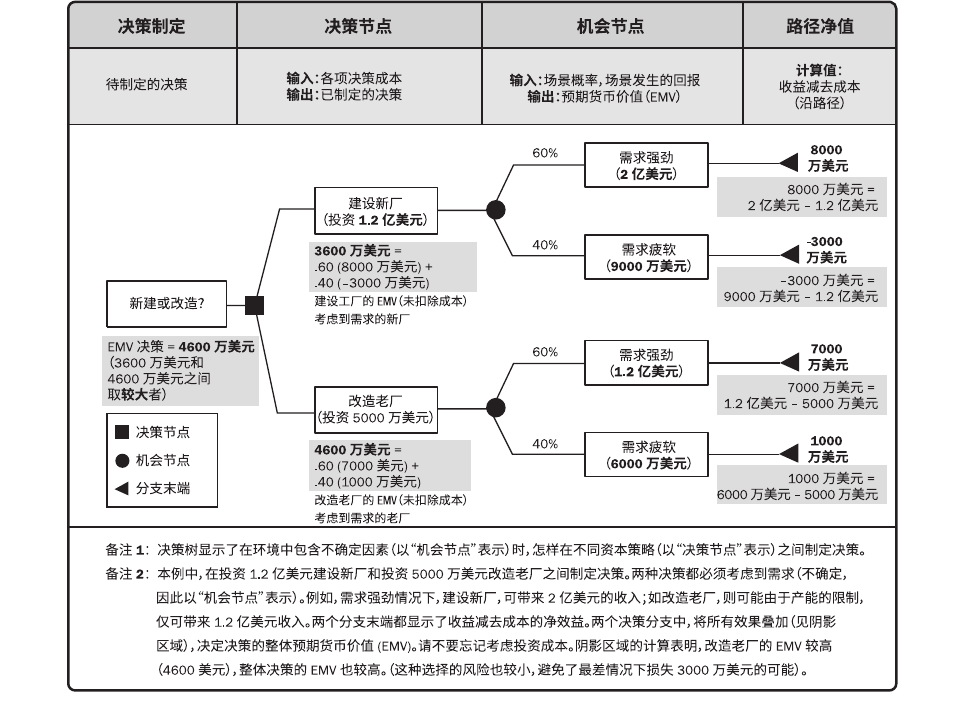 决策制定
决策节点
机会节点
路径净值
待制定的决策
输入：各项决策成本
输出：已制定的决策
输入：场景概率，场景发生的回报
输出：预期货币价值（EMV）
计算值：
收益减去成本
（沿路径）
60%
需求强劲
（2 亿美元）
8000
万美元
8000 万美元 =
2 亿美元 – 1.2 亿美元
建设新厂
（投资 1.2 亿美元）
40%
需求疲软
（9000 万美元）
-3000
万美元
–3000 万美元 =
9000 万美元 – 1.2 亿美元
3600 万美元 =
.60 (8000 万美元) +
.40 (–3000 万美元)
建设工厂的 EMV（未扣除成本）
考虑到需求的新厂
新建或改造？
EMV 决策 = 4600 万美元
（3600 万美元和
4600 万美元之间
取较大者）
60%
需求强劲
（1.2 亿美元）
7000
万美元
7000 万美元 =
1.2 亿美元 – 5000 万美元
改造老厂
（投资 5000 万美元）
40%
需求疲软
（6000 万美元）
1000
万美元
1000 万美元 =
6000 万美元 – 5000 万美元
4600 万美元 =
.60 (7000 美元) +
.40 (1000 万美元)
改造老厂的 EMV（未扣除成本）
考虑到需求的老厂
决策节点
机会节点
分支末端
备注 1：决策树显示了在环境中包含不确定因素（以“机会节点”表示）时，怎样在不同资本策略（以“决策节点”表示）之间制定决策。
备注 2：本例中，在投资 1.2 亿美元建设新厂和投资 5000 万美元改造老厂之间制定决策。两种决策都必须考虑到需求（不确定，
因此以“机会节点”表示）。例如，需求强劲情况下，建设新厂，可带来 2 亿美元的收入；如改造老厂，则可能由于产能的限制，
仅可带来 1.2 亿美元收入。两个分支末端都显示了收益减去成本的净效益。两个决策分支中，将所有效果叠加（见阴影
区域），决定决策的整体预期货币价值 (EMV)。请不要忘记考虑投资成本。阴影区域的计算表明，改造老厂的 EMV 较高
（4600 美元），整体决策的 EMV 也较高。（这种选择的风险也较小，避免了最差情况下损失 3000 万美元的可能）。